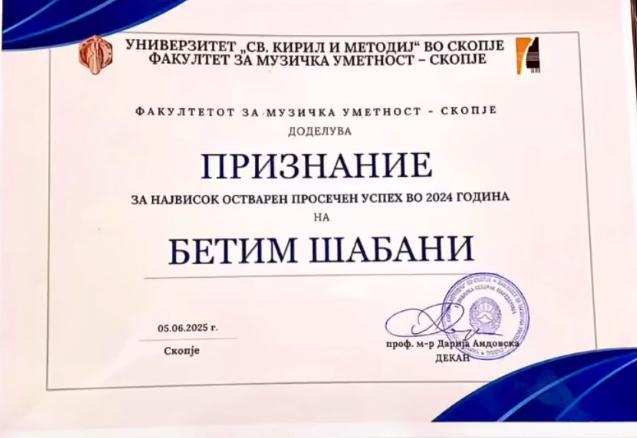 УНИВЕРЗИТЕТ „СВ. КИРИЛ И МЕТОДИЈ“ ВО СКОПЈЕ
ФАКУЛТЕТ ЗА МУЗИЧКА УМЕТНОСТ – СКОПЈЕ
ФАКУЛТЕТОТ ЗА МУЗИЧКА УМЕТНОСТ - СКОПЈЕ
ДОДЕЛУВА
ПРИЗНАНИЕ
ЗА НАЈВИСОК ОСТВАРЕН ПРОСЕЧЕН УСПЕХ ВО 2024 ГОДИНА
НА
БЕТИМ ШАБАНИ
05.06.2025 г.
Скопје
проф. м-р Дарија Андовска
ДЕКАН